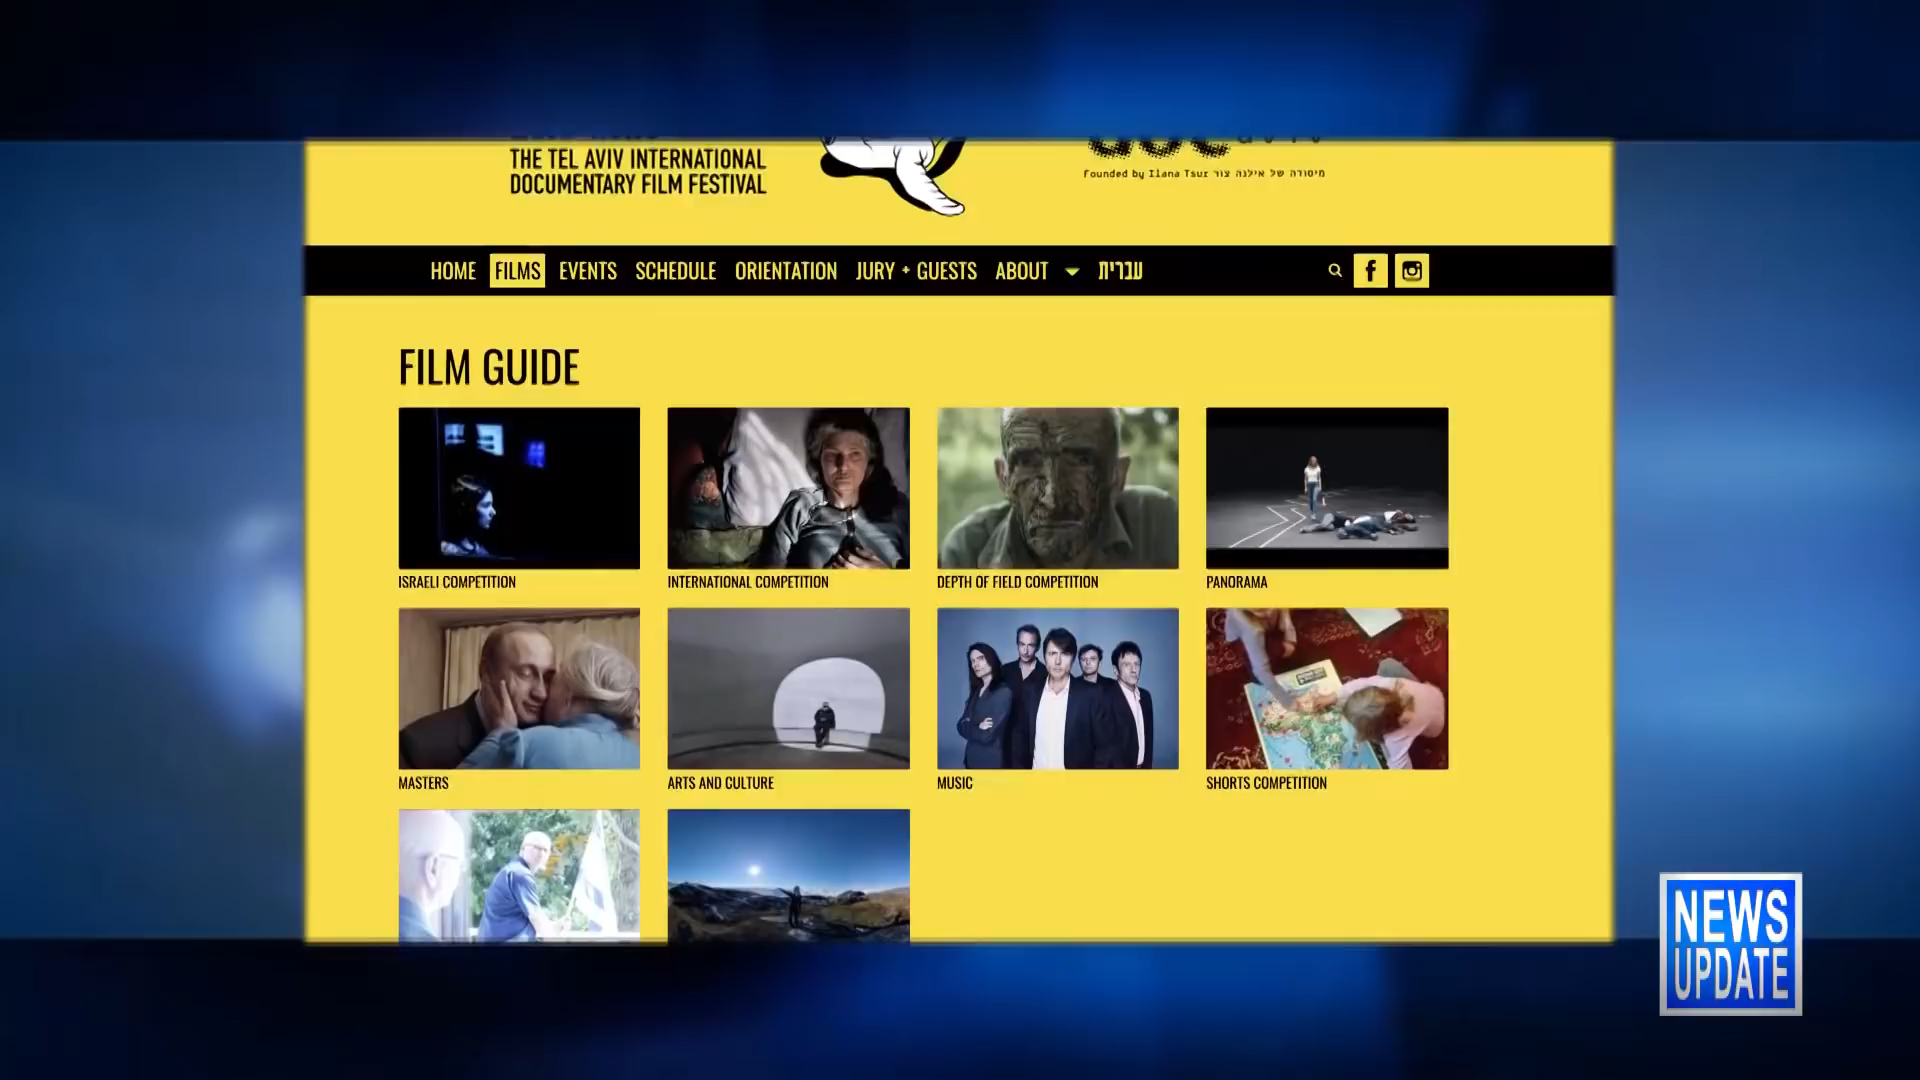 THE TEL AVIV INTERNATIONAL
DOCUMENTARY FILM FESTIVAL
Founded by Ilana Tsur מיסודה של אילנה צור
HOME FILMS EVENTS SCHEDULE ORIENTATION JURY + GUESTS ABOUT עברית
FILM GUIDE
ISRAELI COMPETITION INTERNATIONAL COMPETITION DEPTH OF FIELD COMPETITION PANORAMA
MASTERS ARTS AND CULTURE MUSIC SHORTS COMPETITION
NEWS
UPDATE